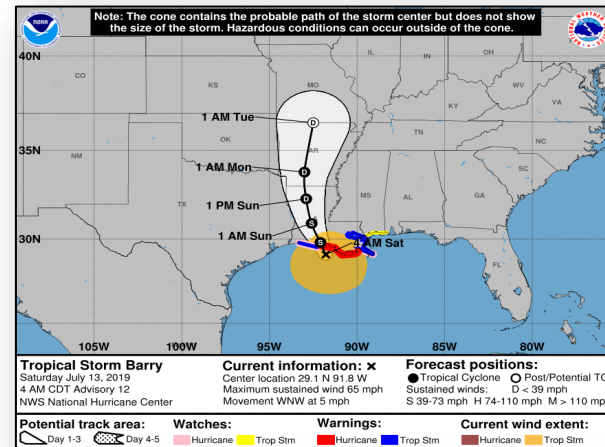 Note: The cone contains the probable path of the storm center but does not show
the size of the storm. Hazardous conditions can occur outside of the cone.
NOAA
40N
35N
30N
CO
KS
MO
IL
IN
OH
WV
VA
KY
NM
OK
AR
TN
NC
SC
TX
MS
AL
GA
FL
1 AM Tue
1 AM Mon
1 PM Sun
1 AM Sun
4 AM Sat
D
D
D
S
S
105W
100W
95W
90W
85W
80W
Tropical Storm Barry
Saturday July 13, 2019
4 AM CDT Advisory 12
NWS National Hurricane Center
Current information: x
Center location 29.1 N 91.8 W
Maximum sustained wind 65 mph
Movement WNW at 5 mph
Forecast positions:
Tropical Cyclone Post/Potential TC
Sustained winds: D < 39 mph
S 39-73 mph H 74-110 mph M > 110 mph
Potential track area:
Day 1-3 Day 4-5
Watches:
Hurricane Trop Stm
Warnings:
Hurricane Trop Stm
Current wind extent:
Hurricane Trop Stm